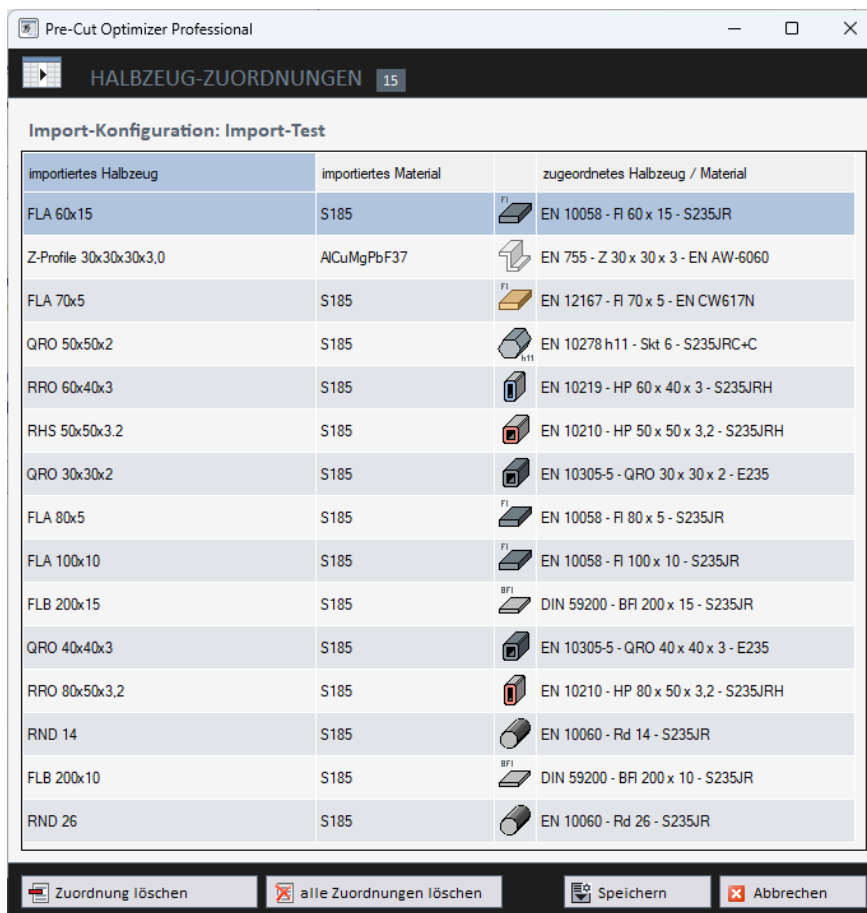 Pre-Cut Optimizer Professional
HALBZEUG-ZUORDNUNGEN 15
Import-Konfiguration: Import-Test
importiertes Halbzeug importiertes Material zugeordnetes Halbzeug / Material
FLA 60x15 S185 Fl EN 10058 - Fl 60 x 15 - S235JR
Z-Profile 30x30x30x3,0 AlCuMgPbF37 EN 755 - Z 30 x 30 x 3 - EN AW-6060
FLA 70x5 S185 Fl EN 12167 - Fl 70 x 5 - EN CW617N
QRO 50x50x2 S185 h11 EN 10278 h11 - Skt 6 - S235JRC+C
RRO 60x40x3 S185 EN 10219 - HP 60 x 40 x 3 - S235JRH
RHS 50x50x3.2 S185 EN 10210 - HP 50 x 50 x 3,2 - S235JRH
QRO 30x30x2 S185 EN 10305-5 - QRO 30 x 30 x 2 - E235
FLA 80x5 S185 Fl EN 10058 - Fl 80 x 5 - S235JR
FLA 100x10 S185 Fl EN 10058 - Fl 100 x 10 - S235JR
FLB 200x15 S185 BFl DIN 59200 - BFl 200 x 15 - S235JR
QRO 40x40x3 S185 EN 10305-5 - QRO 40 x 40 x 3 - E235
RRO 80x50x3,2 S185 EN 10210 - HP 80 x 50 x 3,2 - S235JRH
RND 14 S185 EN 10060 - Rd 14 - S235JR
FLB 200x10 S185 BFl DIN 59200 - BFl 200 x 10 - S235JR
RND 26 S185 EN 10060 - Rd 26 - S235JR
Zuordnung löschen alle Zuordnungen löschen Speichern Abbrechen